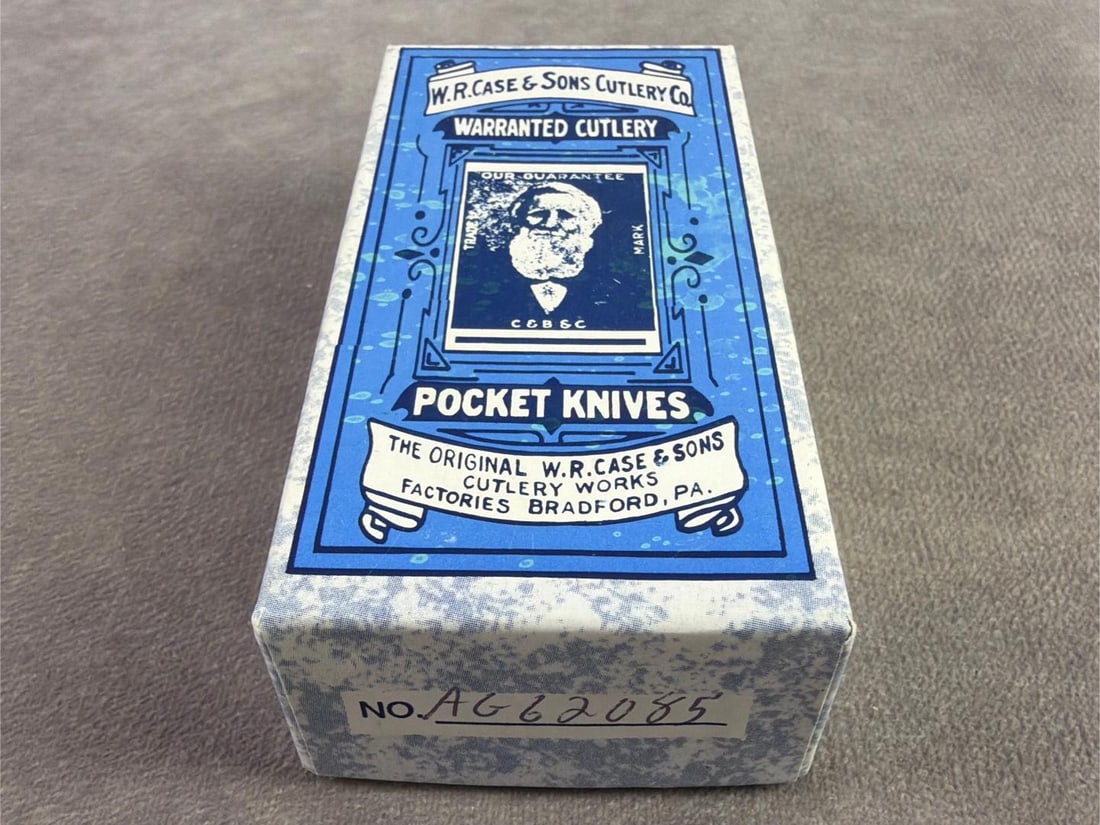 W.R.CASE & SONS CUTLERY CO.
WARRANTED CUTLERY
OUR GUARANTEE
TRADE
MARK
C & B & C
POCKET KNIVES
THE ORIGINAL W.R.CASE & SONS
CUTLERY WORKS
FACTORIES BRADFORD, PA.
NO. AG62085